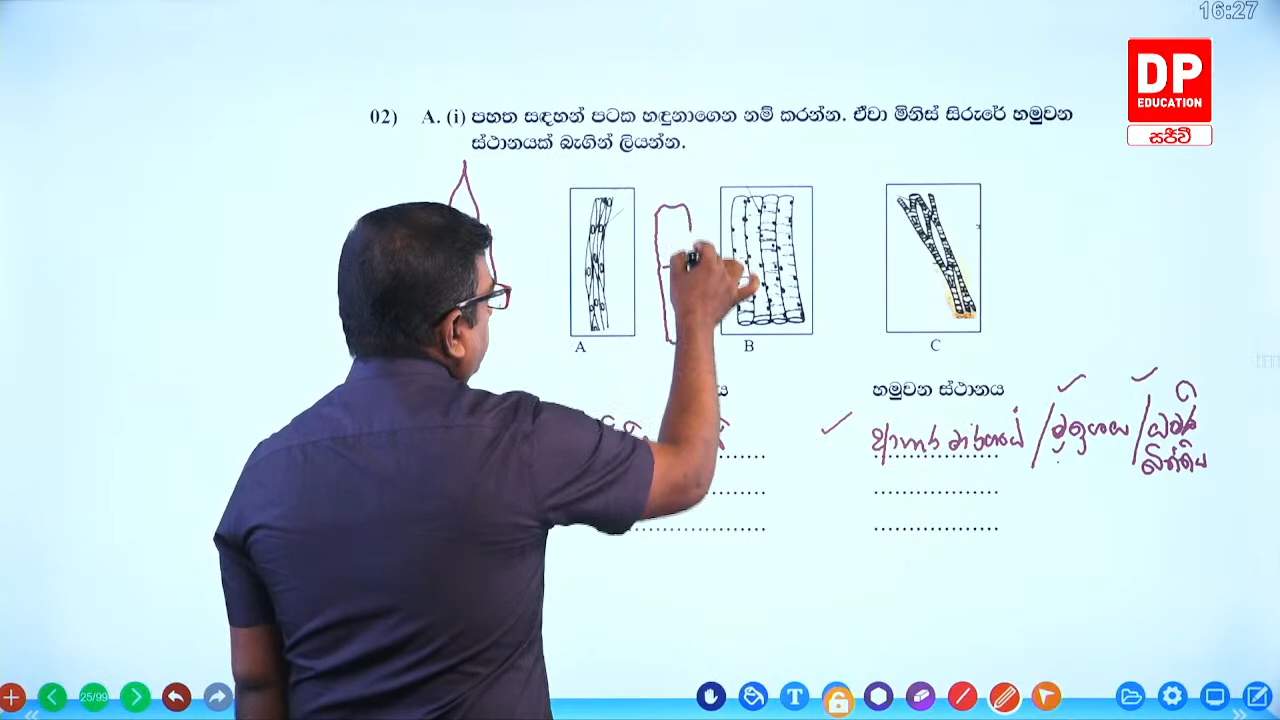 16:27
DP
EDUCATION
සජීවී
02) A. (i) පහත සඳහන් පටක හඳුනාගෙන නම් කරන්න. ඒවා මිනිස් සිරුරේ හමුවන
ස්ථානයක් බැගින් ලියන්න.
A B C
ය හමුවන ස්ථානය
ආහාර මාර්ගයේ / මුත්‍රාශය / ධමනි
බිත්තිය
25/99